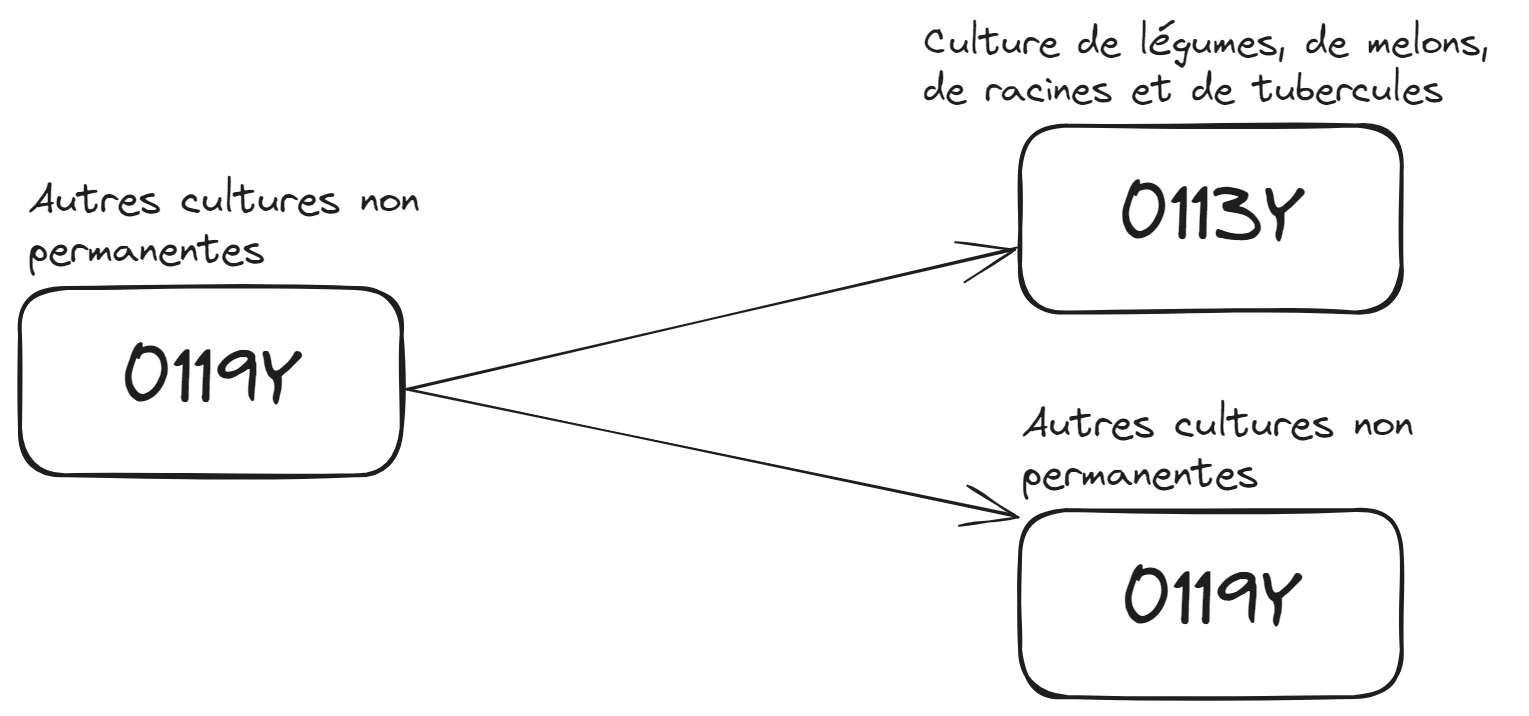 Autres cultures non
permanentes
0119Y
Culture de légumes, de melons,
de racines et de tubercules
0113Y
Autres cultures non
permanentes
0119Y